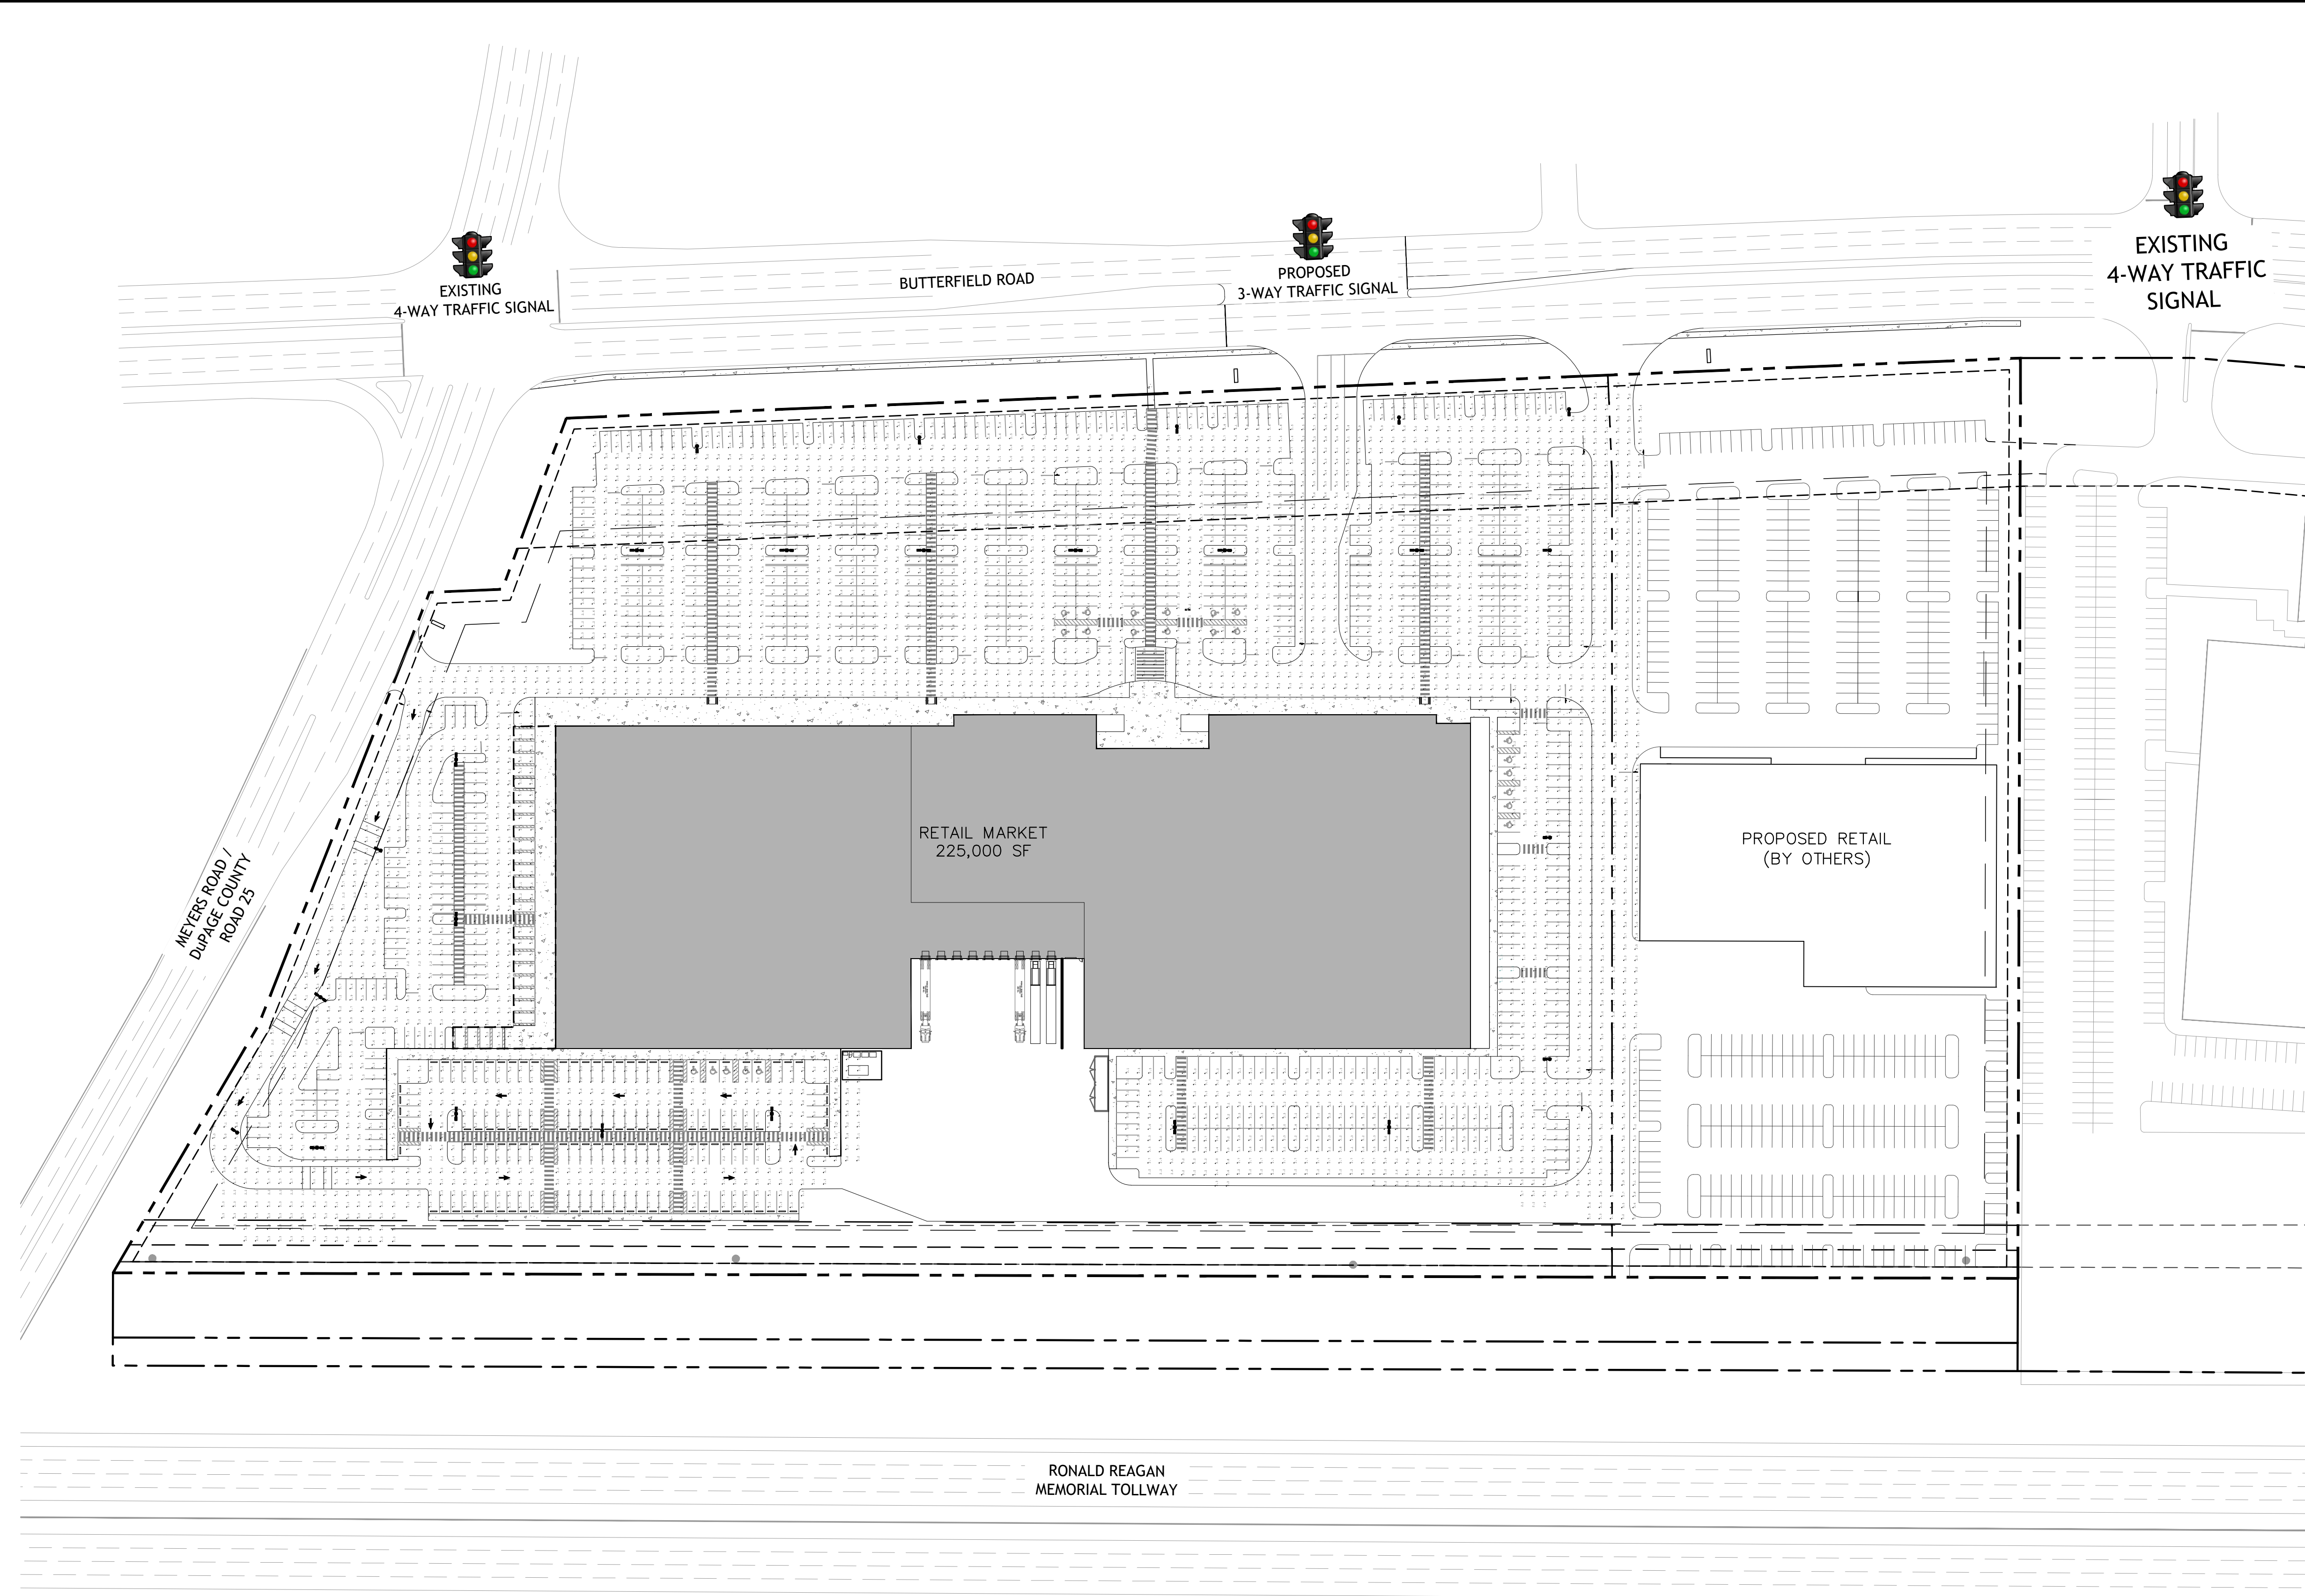 EXISTING
4-WAY TRAFFIC SIGNAL
BUTTERFIELD ROAD
PROPOSED
3-WAY TRAFFIC SIGNAL
EXISTING
4-WAY TRAFFIC
SIGNAL
MEYERS ROAD /
DuPAGE COUNTY
ROAD 25
RETAIL MARKET
225,000 SF
PROPOSED RETAIL
(BY OTHERS)
RONALD REAGAN
MEMORIAL TOLLWAY